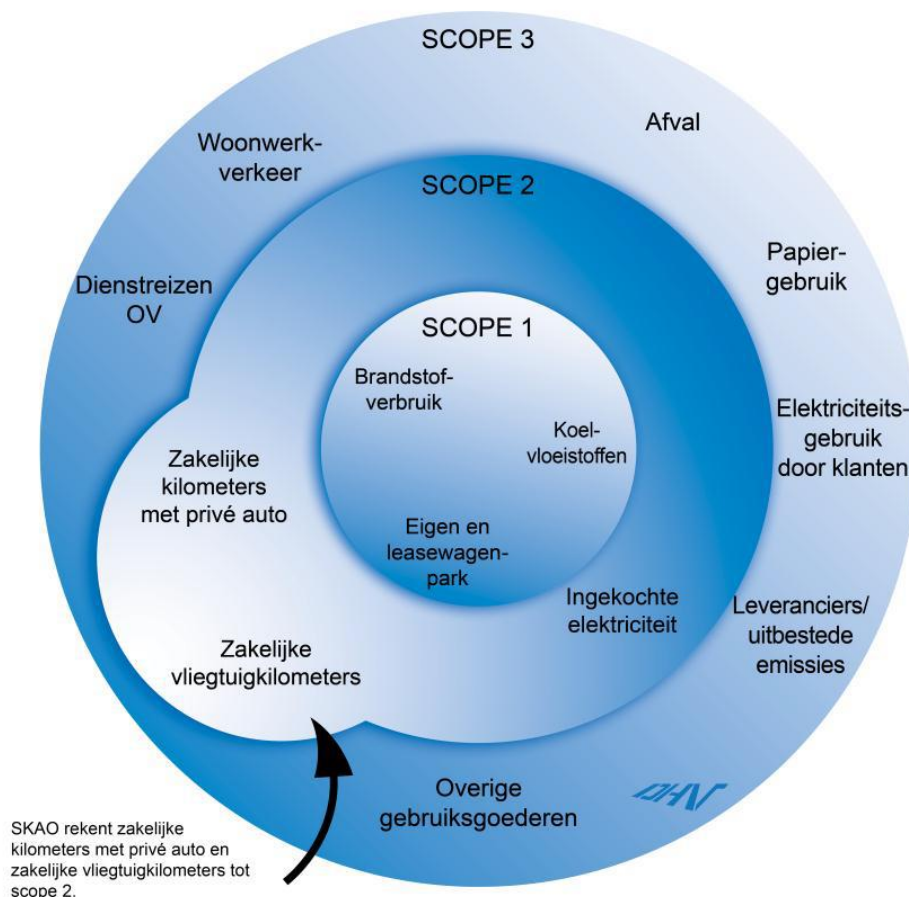 SCOPE 3
Afval
Woonwerk-
verkeer
SCOPE 2
Papier-
gebruik
Dienstreizen
OV
SCOPE 1
Brandstof-
verbruik
Koel-
vloeistoffen
Elektriciteits-
gebruik
door klanten
Zakelijke
kilometers
met privé auto
Eigen en
leasewagen-
park
Ingekochte
elektriciteit
Leveranciers/
uitbestede
emissies
Zakelijke
vliegtuigkilometers
Overige
gebruiksgoederen
DHV
SKAO rekent zakelijke
kilometers met privé auto en
zakelijke vliegtuigkilometers tot
scope 2.